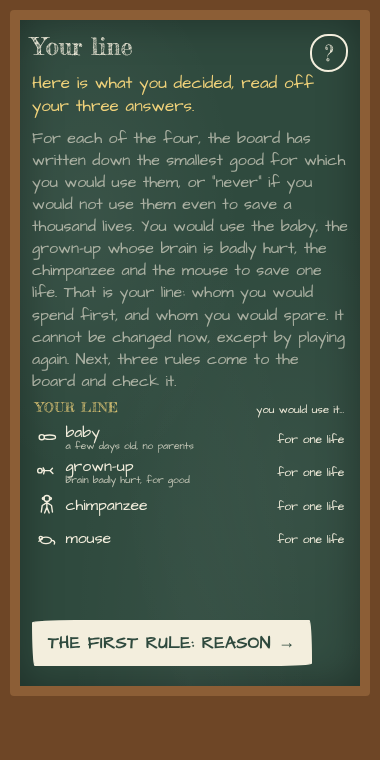 Your line
?
Here is what you decided, read off
your three answers.
For each of the four, the board has
written down the smallest good for which
you would use them, or "never" if you
would not use them even to save a
thousand lives. You would use the baby, the
grown-up whose brain is badly hurt, the
chimpanzee and the mouse to save one
life. That is your line: whom you would
spend first, and whom you would spare. It
cannot be changed now, except by playing
again. Next, three rules come to the
board and check it.
YOUR LINE
you would use it..
baby
a few days old, no parents
for one life
grown-up
brain badly hurt, for good
for one life
chimpanzee
for one life
mouse
for one life
THE FIRST RULE: REASON →